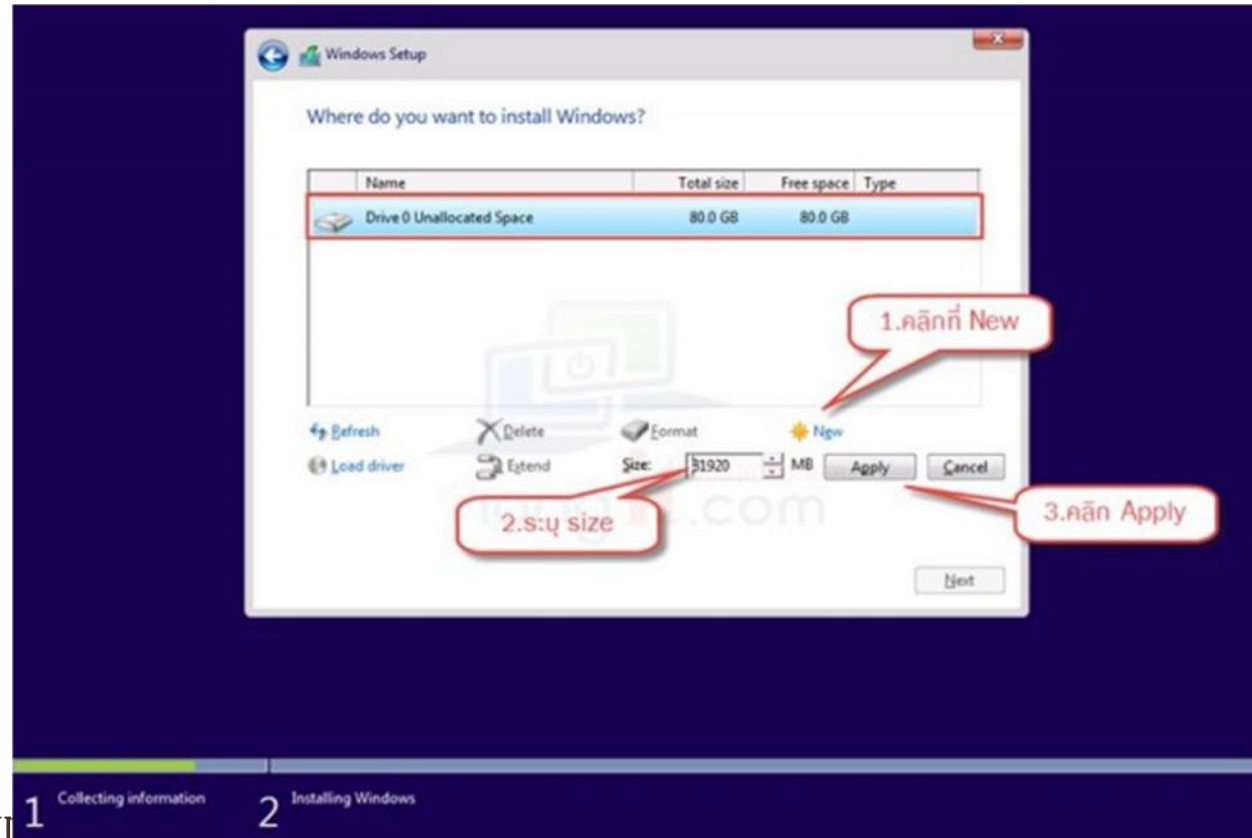 Windows Setup
Where do you want to install Windows?
Name Total size Free space Type
Drive 0 Unallocated Space 80.0 GB 80.0 GB
1.คลิกที่ New
Refresh Delete Format New
Load driver Extend Size: 81920 MB Apply Cancel
2.ระบุ size
.com
3.คลิก Apply
Next
1 Collecting information 2 Installing Windows